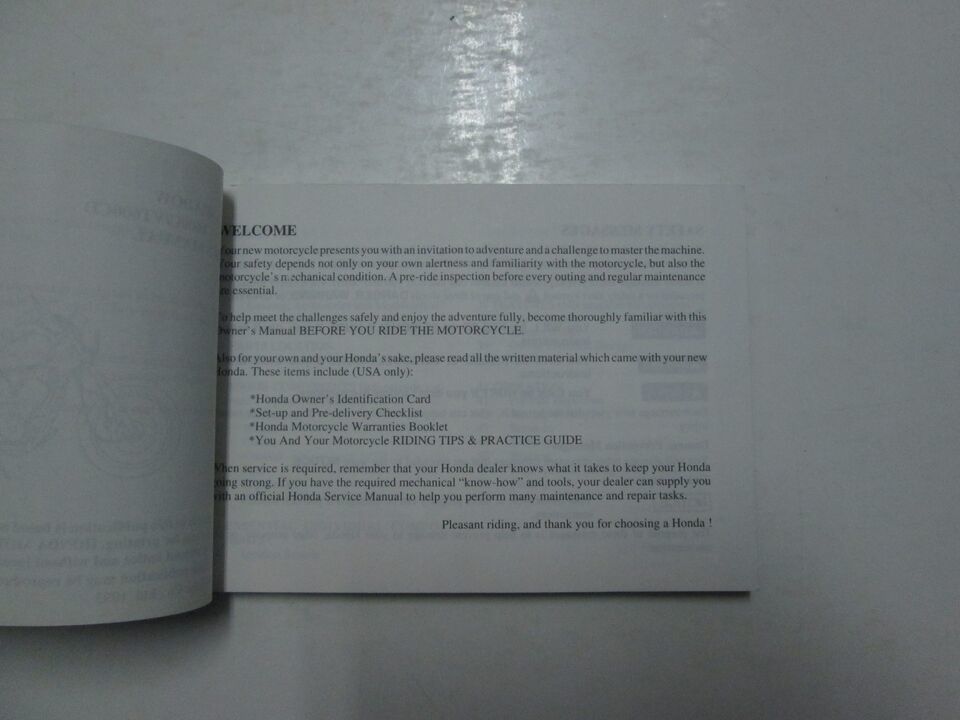 WELCOME
Your new motorcycle presents you with an invitation to adventure and a challenge to master the machine.
Your safety depends not only on your own alertness and familiarity with the motorcycle, but also the
motorcycle's mechanical condition. A pre-ride inspection before every outing and regular maintenance
are essential.
To help meet the challenges safely and enjoy the adventure fully, become thoroughly familiar with this
Owner's Manual BEFORE YOU RIDE THE MOTORCYCLE.
Also for your own and your Honda's sake, please read all the written material which came with your new
Honda. These items include (USA only):
*Honda Owner's Identification Card
*Set-up and Pre-delivery Checklist
*Honda Motorcycle Warranties Booklet
*You And Your Motorcycle RIDING TIPS & PRACTICE GUIDE
When service is required, remember that your Honda dealer knows what it takes to keep your Honda
going strong. If you have the required mechanical “know-how” and tools, your dealer can supply you
with an official Honda Service Manual to help you perform many maintenance and repair tasks.
Pleasant riding, and thank you for choosing a Honda !